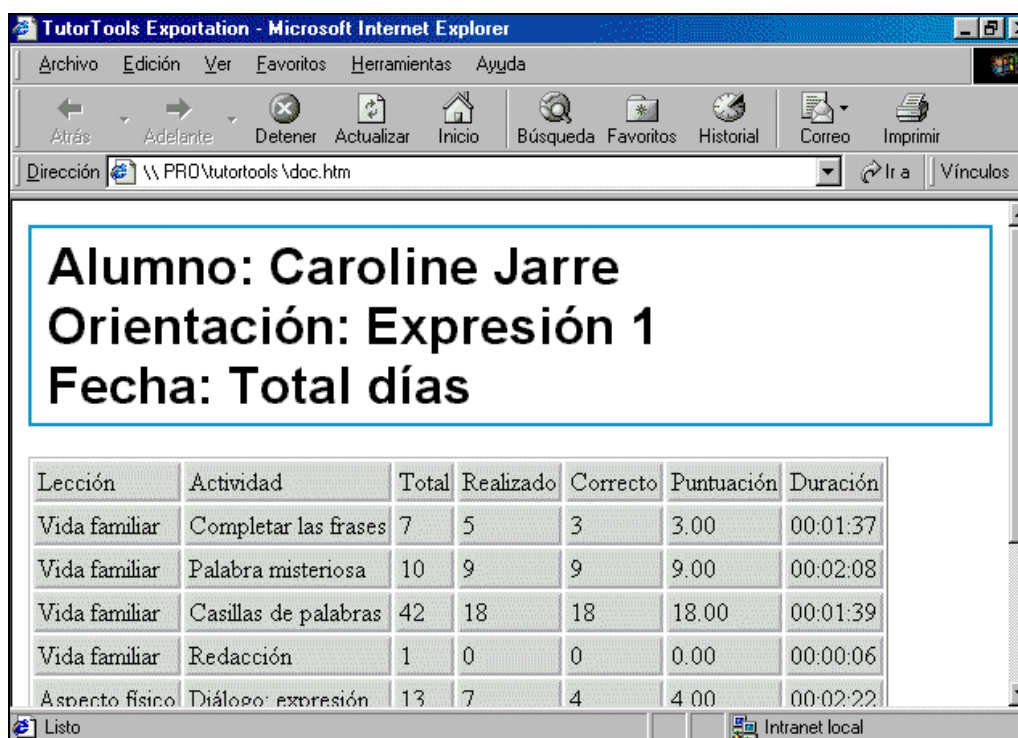 TutorTools Exportation - Microsoft Internet Explorer
Archivo Edición Ver Favoritos Herramientas Ayuda
Atrás Adelante Detener Actualizar Inicio Búsqueda Favoritos Historial Correo Imprimir
Dirección \\ PRO\tutortools \doc.htm Ir a Vínculos
Alumno: Caroline Jarre
Orientación: Expresión 1
Fecha: Total días
Lección Actividad Total Realizado Correcto Puntuación Duración
Vida familiar Completar las frases 7 5 3 3.00 00:01:37
Vida familiar Palabra misteriosa 10 9 9 9.00 00:02:08
Vida familiar Casillas de palabras 42 18 18 18.00 00:01:39
Vida familiar Redacción 1 0 0 0.00 00:00:06
Aspecto físico Diálogo: expresión 13 7 4 4.00 00:02:22
Listo Intranet local